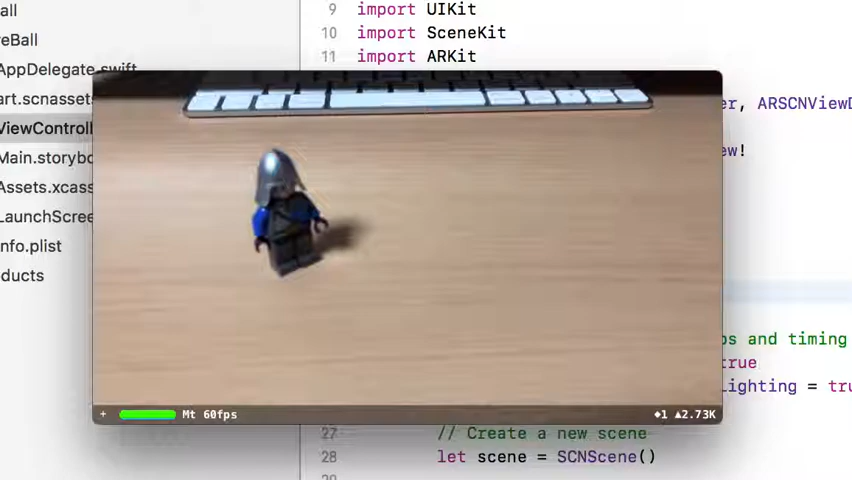 all
reBall
AppDelegate.swift
art.scnassets
ViewControll
Main.storybo
Assets.xcass
LaunchScree
nfo.plist
oducts
9 import UIKit
10 import SceneKit
11 import ARKit
er, ARSCNViewD
ew!
ps and timing
true
Lighting = tru
27 // Create a new scene
28 let scene = SCNScene()
+ Mt 60fps ◆1 ▲2.73K